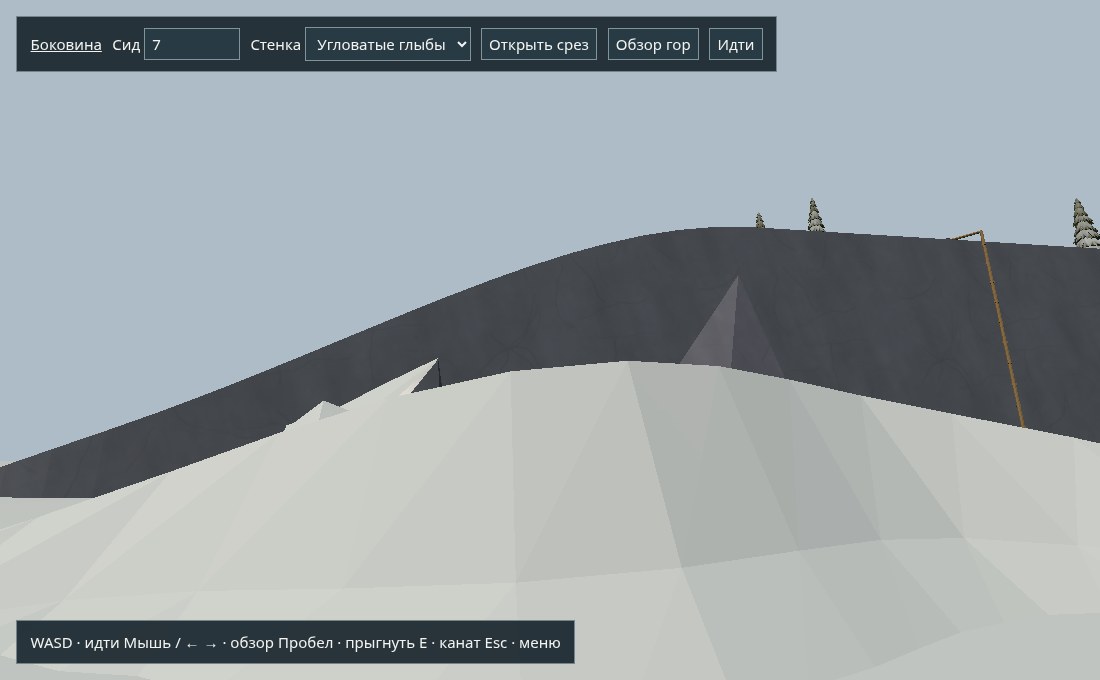 Боковина Сид 7 Стенка Угловатые глыбы Открыть срез Обзор гор Идти
WASD · идти Мышь / ← → · обзор Пробел · прыгнуть E · канат Esc · меню